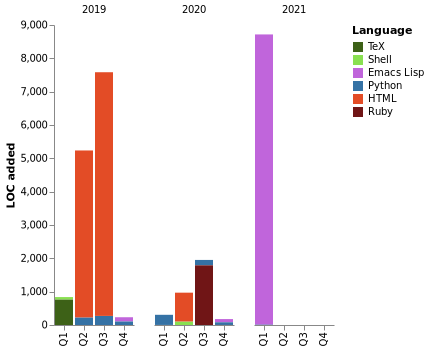 2019 2020 2021
Language
TeX
Shell
Emacs Lisp
Python
HTML
Ruby
LOC added
9,000
8,000
7,000
6,000
5,000
4,000
3,000
2,000
1,000
0
Q1 Q2 Q3 Q4 Q1 Q2 Q3 Q4 Q1 Q2 Q3 Q4